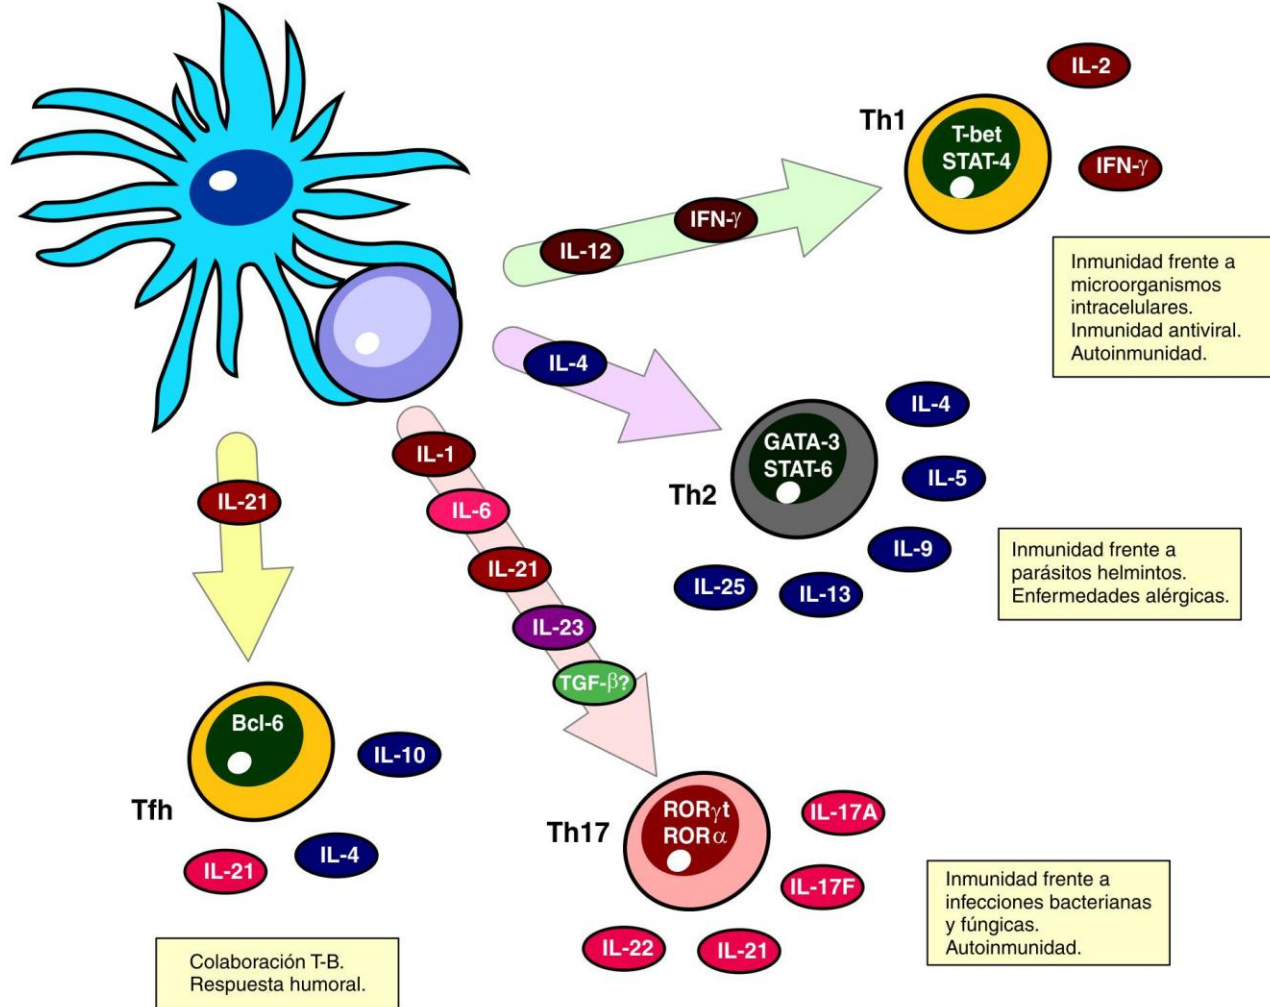 IL-2
Th1
T-bet
STAT-4
IFN-γ
IFN-γ
IL-12
Inmunidad frente a
microorganismos
intracelulares.
Inmunidad antiviral.
Autoinmunidad.
IL-4
IL-4
GATA-3
STAT-6
Th2
IL-5
IL-9
IL-13
IL-25
Inmunidad frente a
parásitos helmintos.
Enfermedades alérgicas.
IL-1
IL-6
IL-21
IL-23
TGF-β?
RORγt
RORα
Th17
IL-17A
IL-17F
IL-21
IL-22
Inmunidad frente a
infecciones bacterianas
y fúngicas.
Autoinmunidad.
IL-21
Bcl-6
Tfh
IL-10
IL-4
IL-21
Colaboración T-B.
Respuesta humoral.